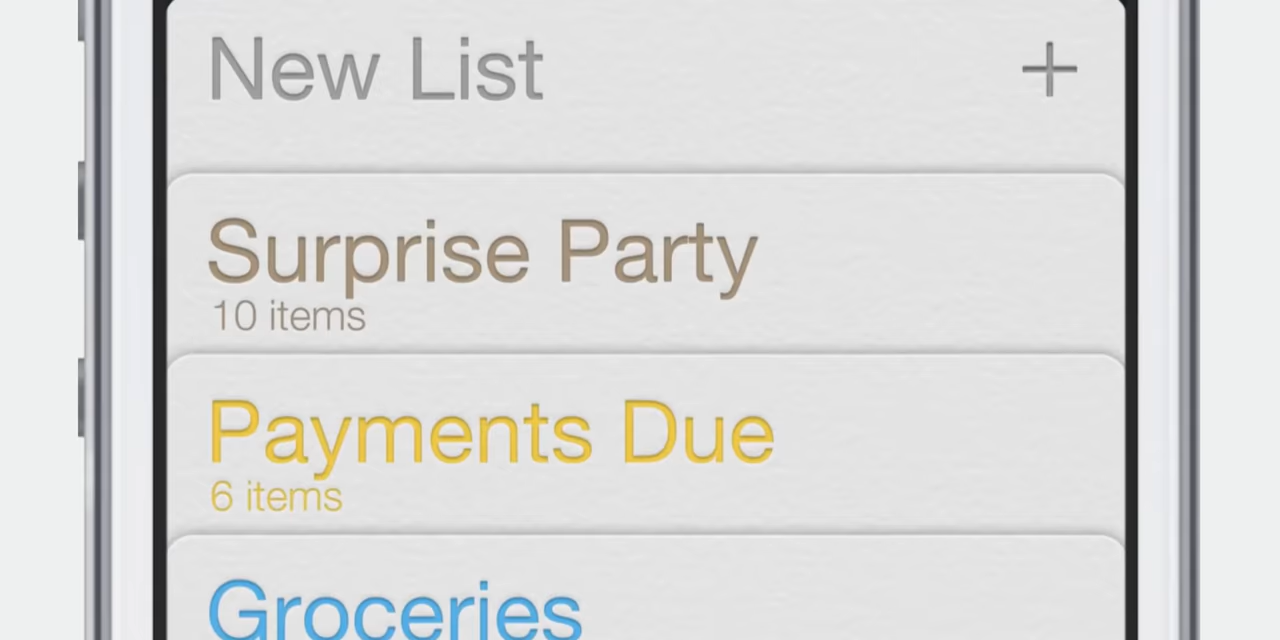 New List +
Surprise Party
10 items
Payments Due
6 items
Groceries